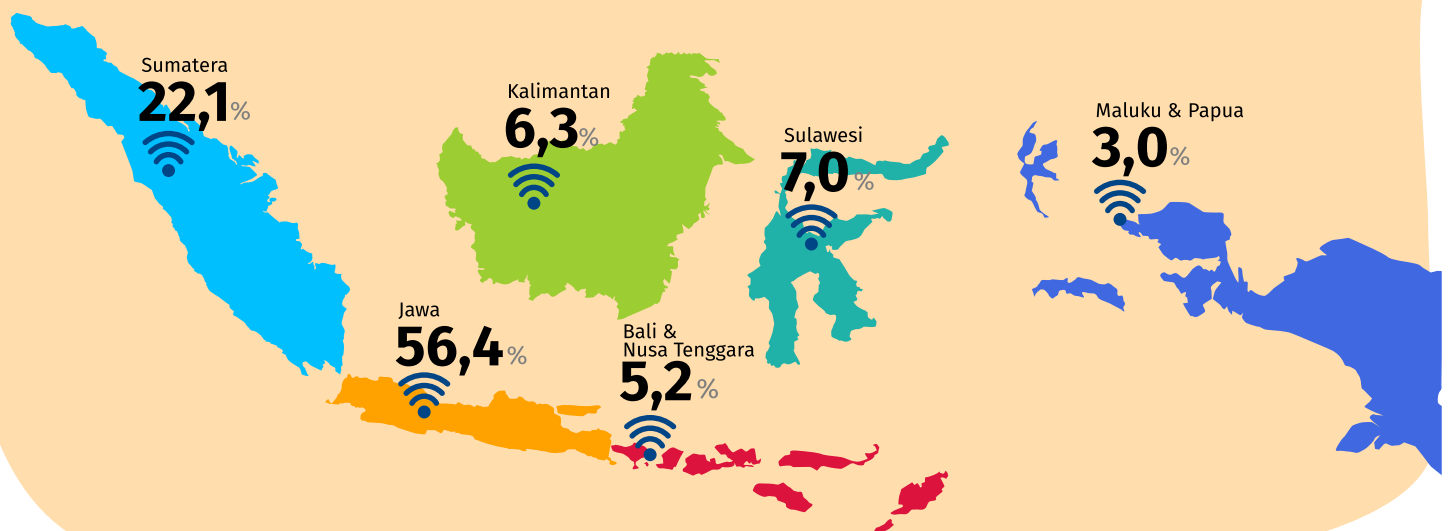 Sumatera
22,1%
Kalimantan
6,3%
Sulawesi
7,0%
Maluku & Papua
3,0%
Jawa
56,4%
Bali &
Nusa Tenggara
5,2%